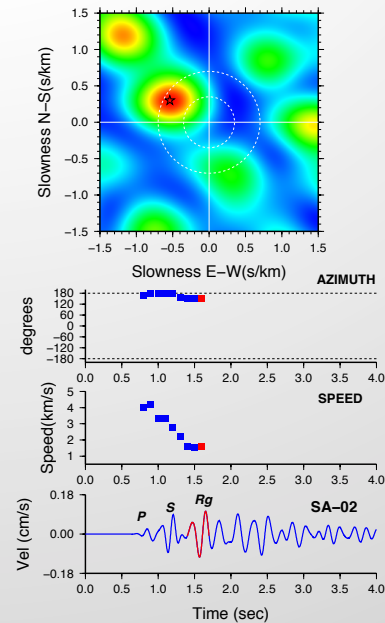 1.5
1.0
0.5
0.0
−0.5
−1.0
−1.5
Slowness N−S(s/km)
−1.5 −1.0 −0.5 0.0 0.5 1.0 1.5
Slowness E−W(s/km)
AZIMUTH
degrees
180
120
60
0
−60
−120
−180
0.0 0.5 1.0 1.5 2.0 2.5 3.0 3.5 4.0
SPEED
Speed(km/s)
5
4
3
2
1
0.0 0.5 1.0 1.5 2.0 2.5 3.0 3.5 4.0
Vel (cm/s)
0.18
0.00
−0.18
P S Rg SA−02
0.0 0.5 1.0 1.5 2.0 2.5 3.0 3.5 4.0
Time (sec)